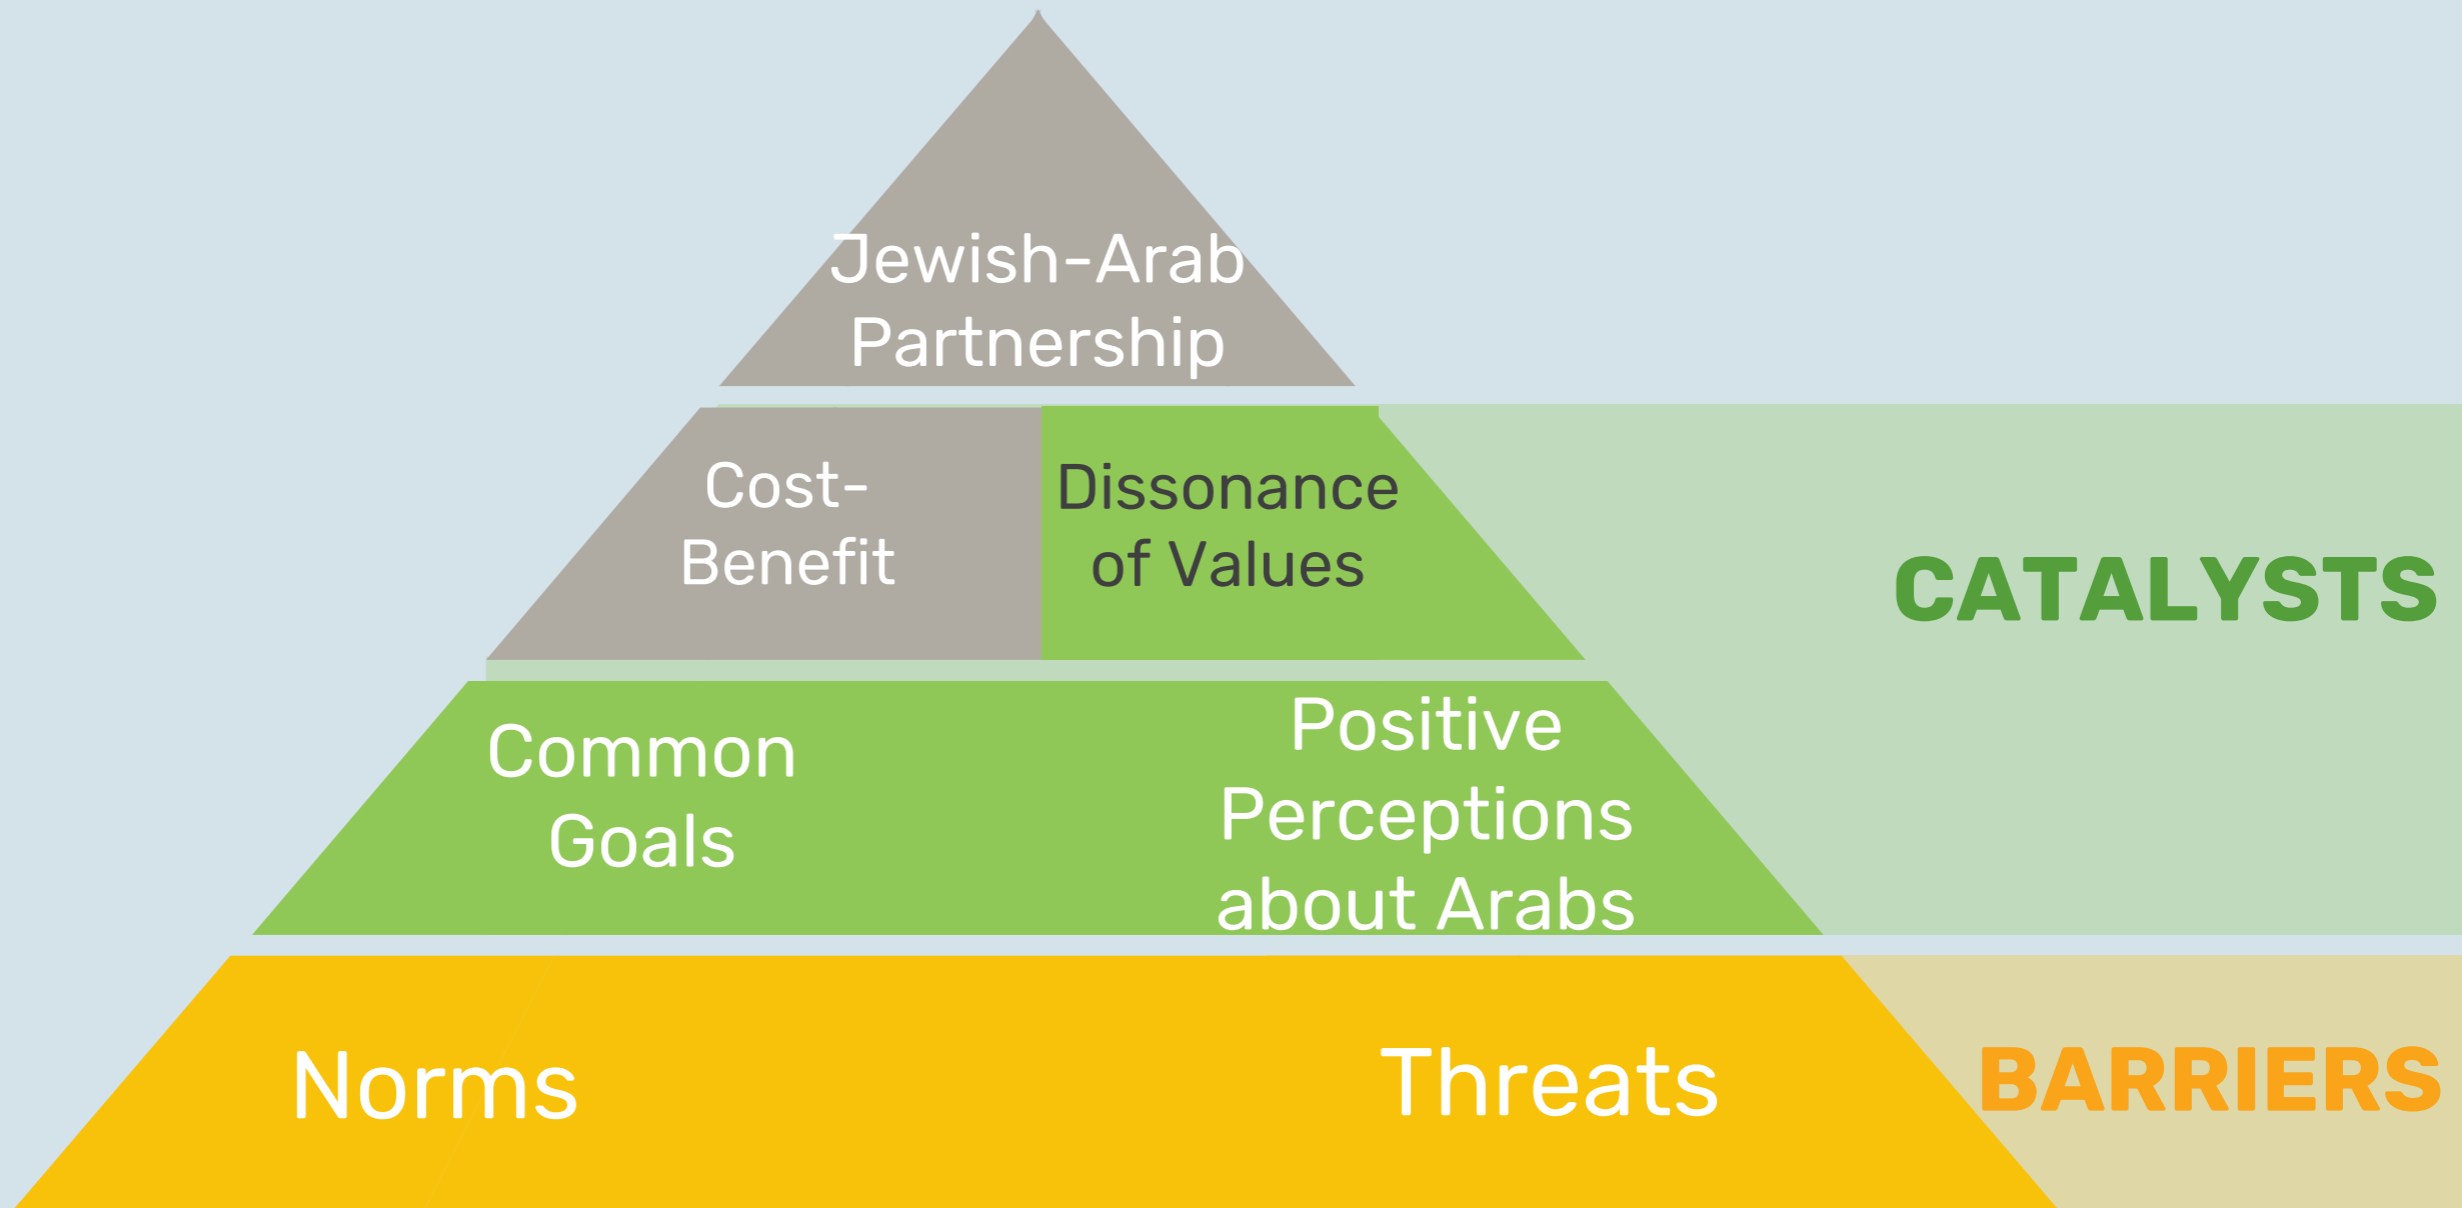 Jewish-Arab
Partnership
Cost-
Benefit
Dissonance
of Values
CATALYSTS
Common
Goals
Positive
Perceptions
about Arabs
Norms
Threats
BARRIERS